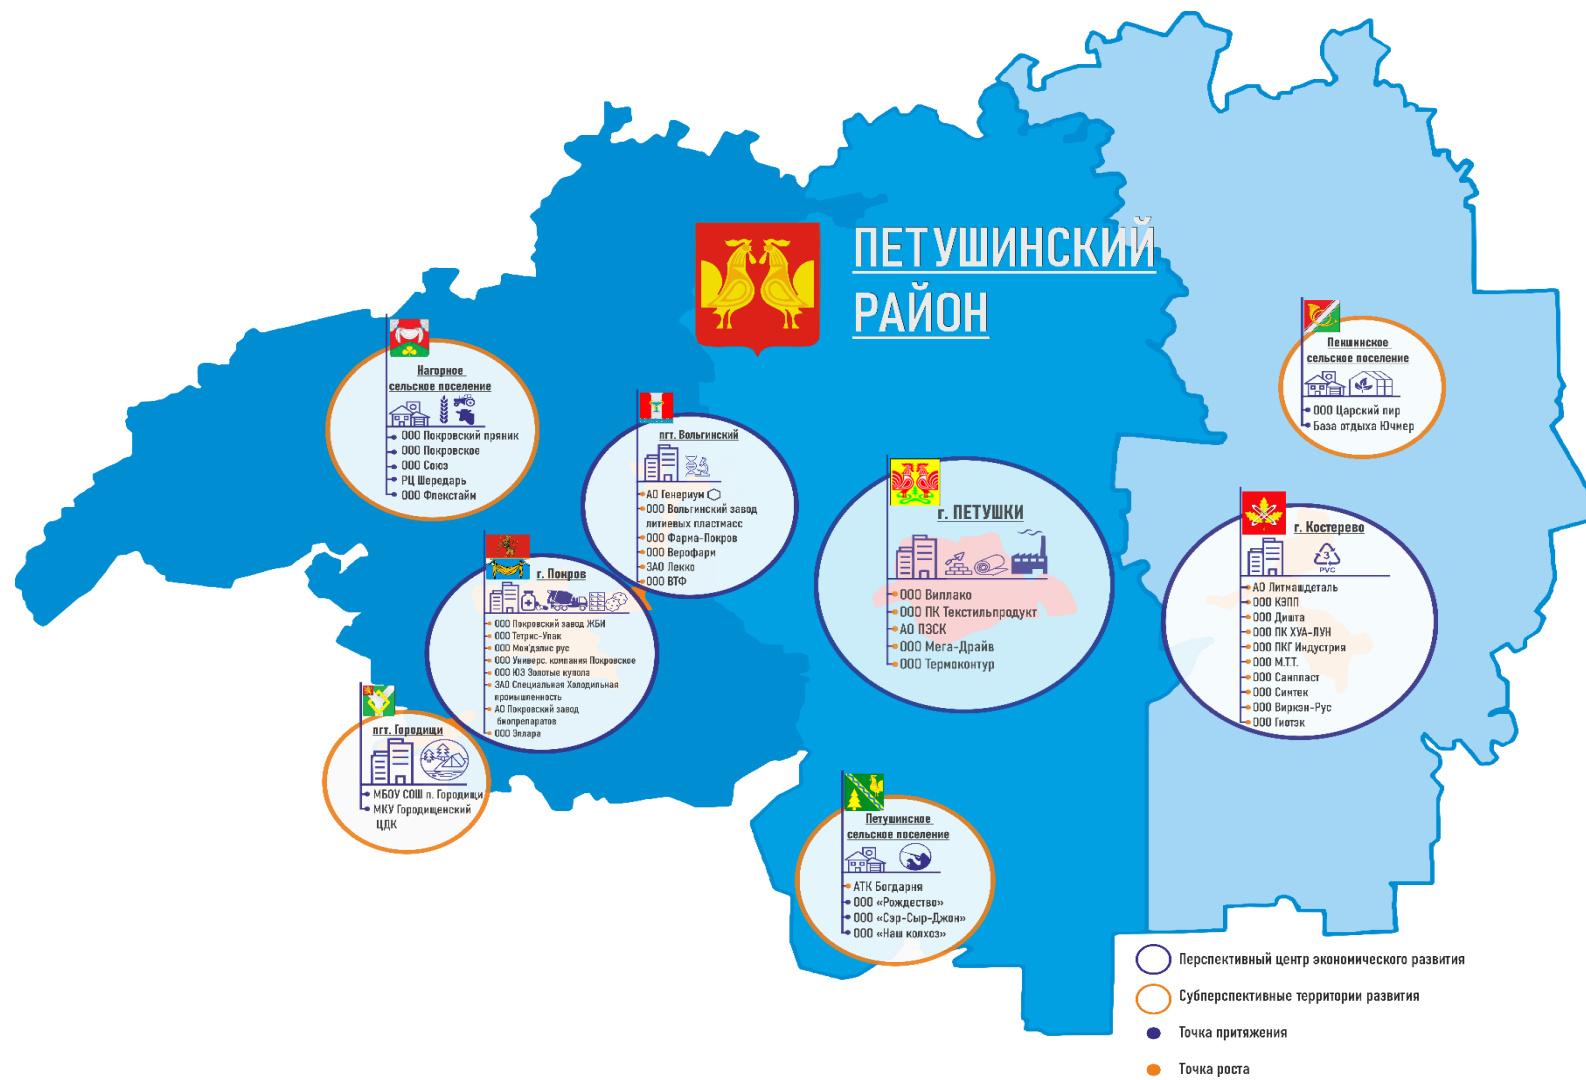 ПЕТУШИНСКИЙ
РАЙОН
Нагорное
сельское поселение
ООО Покровский пряник
ООО Покровское
ООО Союз
РЦ Шередарь
ООО Флекстайм
пгт. Вольгинский
АО Генериум
ООО Вольгинский завод
литиевых пластмасс
ООО Фарма-Покров
ООО Верофарм
ЗАО Лекко
ООО ВТФ
г. Покров
ООО Покровский завод ЖБИ
ООО Тетрис-Упак
ООО Мон'дэлис рус
ООО Универс. компания Покровское
ООО ЮЗ Золотые купола
ЗАО Специальная Холодильная
промышленность
АО Покровский завод
биопрепаратов
ООО Эллара
пгт. Городищи
МБОУ СОШ п. Городищи
МКУ Городищенский
ЦДК
г. ПЕТУШКИ
ООО Виллако
ООО ПК Текстильпродукт
АО ПЗСК
ООО Мега-Драйв
ООО Термоконтур
Петушинское
сельское поселение
АТК Богдарня
ООО «Рождество»
ООО «Сэр-Сыр-Джон»
ООО «Наш колхоз»
Пекшинское
сельское поселение
ООО Царский пир
База отдыха Ючмер
г. Костерево
3
PVC
АО Литмашдеталь
ООО КЭПП
ООО Дишта
ООО ПК ХУА-ЛУН
ООО ПКГ Индустрия
ООО М.Т.Т.
ООО Санпласт
ООО Синтек
ООО Виркэн-Рус
ООО Гиотэк
Перспективный центр экономического развития
Субперспективные территории развития
Точка притяжения
Точка роста